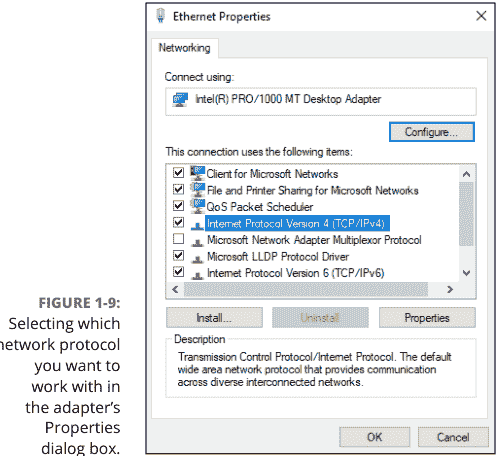 Ethernet Properties
Networking
Connect using:
Intel(R) PRO/1000 MT Desktop Adapter
Configure...
This connection uses the following items:
Client for Microsoft Networks
File and Printer Sharing for Microsoft Networks
QoS Packet Scheduler
Internet Protocol Version 4 (TCP/IPv4)
Microsoft Network Adapter Multiplexor Protocol
Microsoft LLDP Protocol Driver
Internet Protocol Version 6 (TCP/IPv6)
Install...
Uninstall
Properties
Description
Transmission Control Protocol/Internet Protocol. The default
wide area network protocol that provides communication
across diverse interconnected networks.
OK
Cancel
FIGURE 1-9:
Selecting which
network protocol
you want to
work with in
the adapter’s
Properties
dialog box.